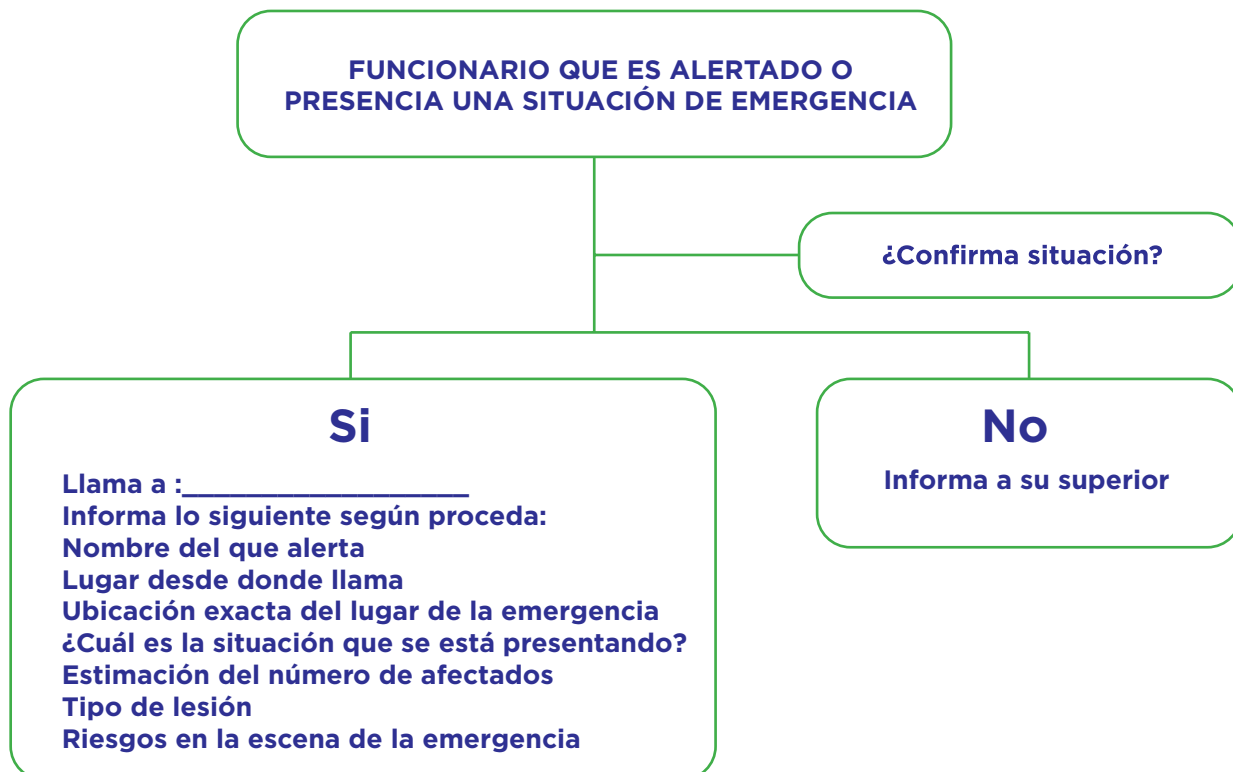 FUNCIONARIO QUE ES ALERTADO O
PRESENCIA UNA SITUACIÓN DE EMERGENCIA
¿Confirma situación?
Si
Llama a :__________________
Informa lo siguiente según proceda:
Nombre del que alerta
Lugar desde donde llama
Ubicación exacta del lugar de la emergencia
¿Cuál es la situación que se está presentando?
Estimación del número de afectados
Tipo de lesión
Riesgos en la escena de la emergencia
No
Informa a su superior